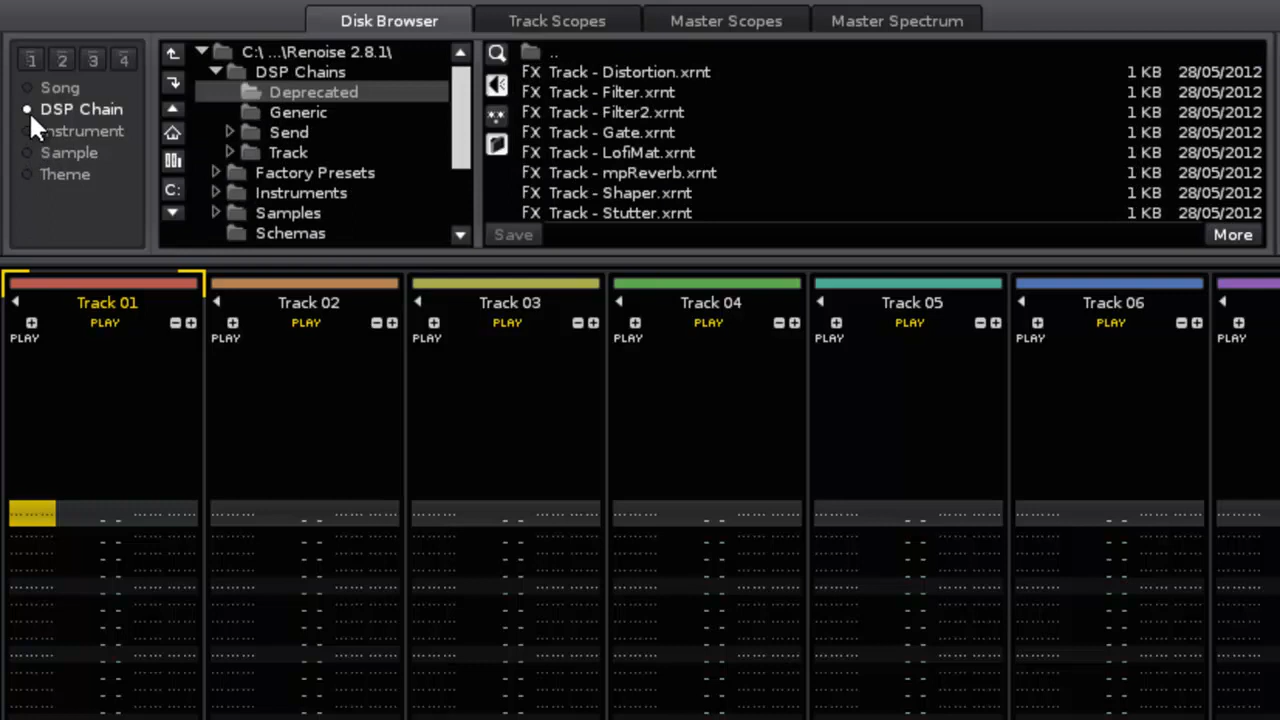 Disk Browser Track Scopes Master Scopes Master Spectrum
1 2 3 4
Song
DSP Chain
nstrument
Sample
Theme
C:
C:\ ...\Renoise 2.8.1\
DSP Chains
Deprecated
Generic
Send
Track
Factory Presets
Instruments
Samples
Schemas
..
FX Track - Distortion.xrnt 1 KB 28/05/2012
FX Track - Filter.xrnt 1 KB 28/05/2012
FX Track - Filter2.xrnt 1 KB 28/05/2012
FX Track - Gate.xrnt 1 KB 28/05/2012
FX Track - LofiMat.xrnt 1 KB 28/05/2012
FX Track - mpReverb.xrnt 1 KB 28/05/2012
FX Track - Shaper.xrnt 1 KB 28/05/2012
FX Track - Stutter.xrnt 1 KB 28/05/2012
Save More
Track 01 Track 02 Track 03 Track 04 Track 05 Track 06
PLAY PLAY PLAY PLAY PLAY PLAY
PLAY PLAY PLAY PLAY PLAY PLAY PLAY